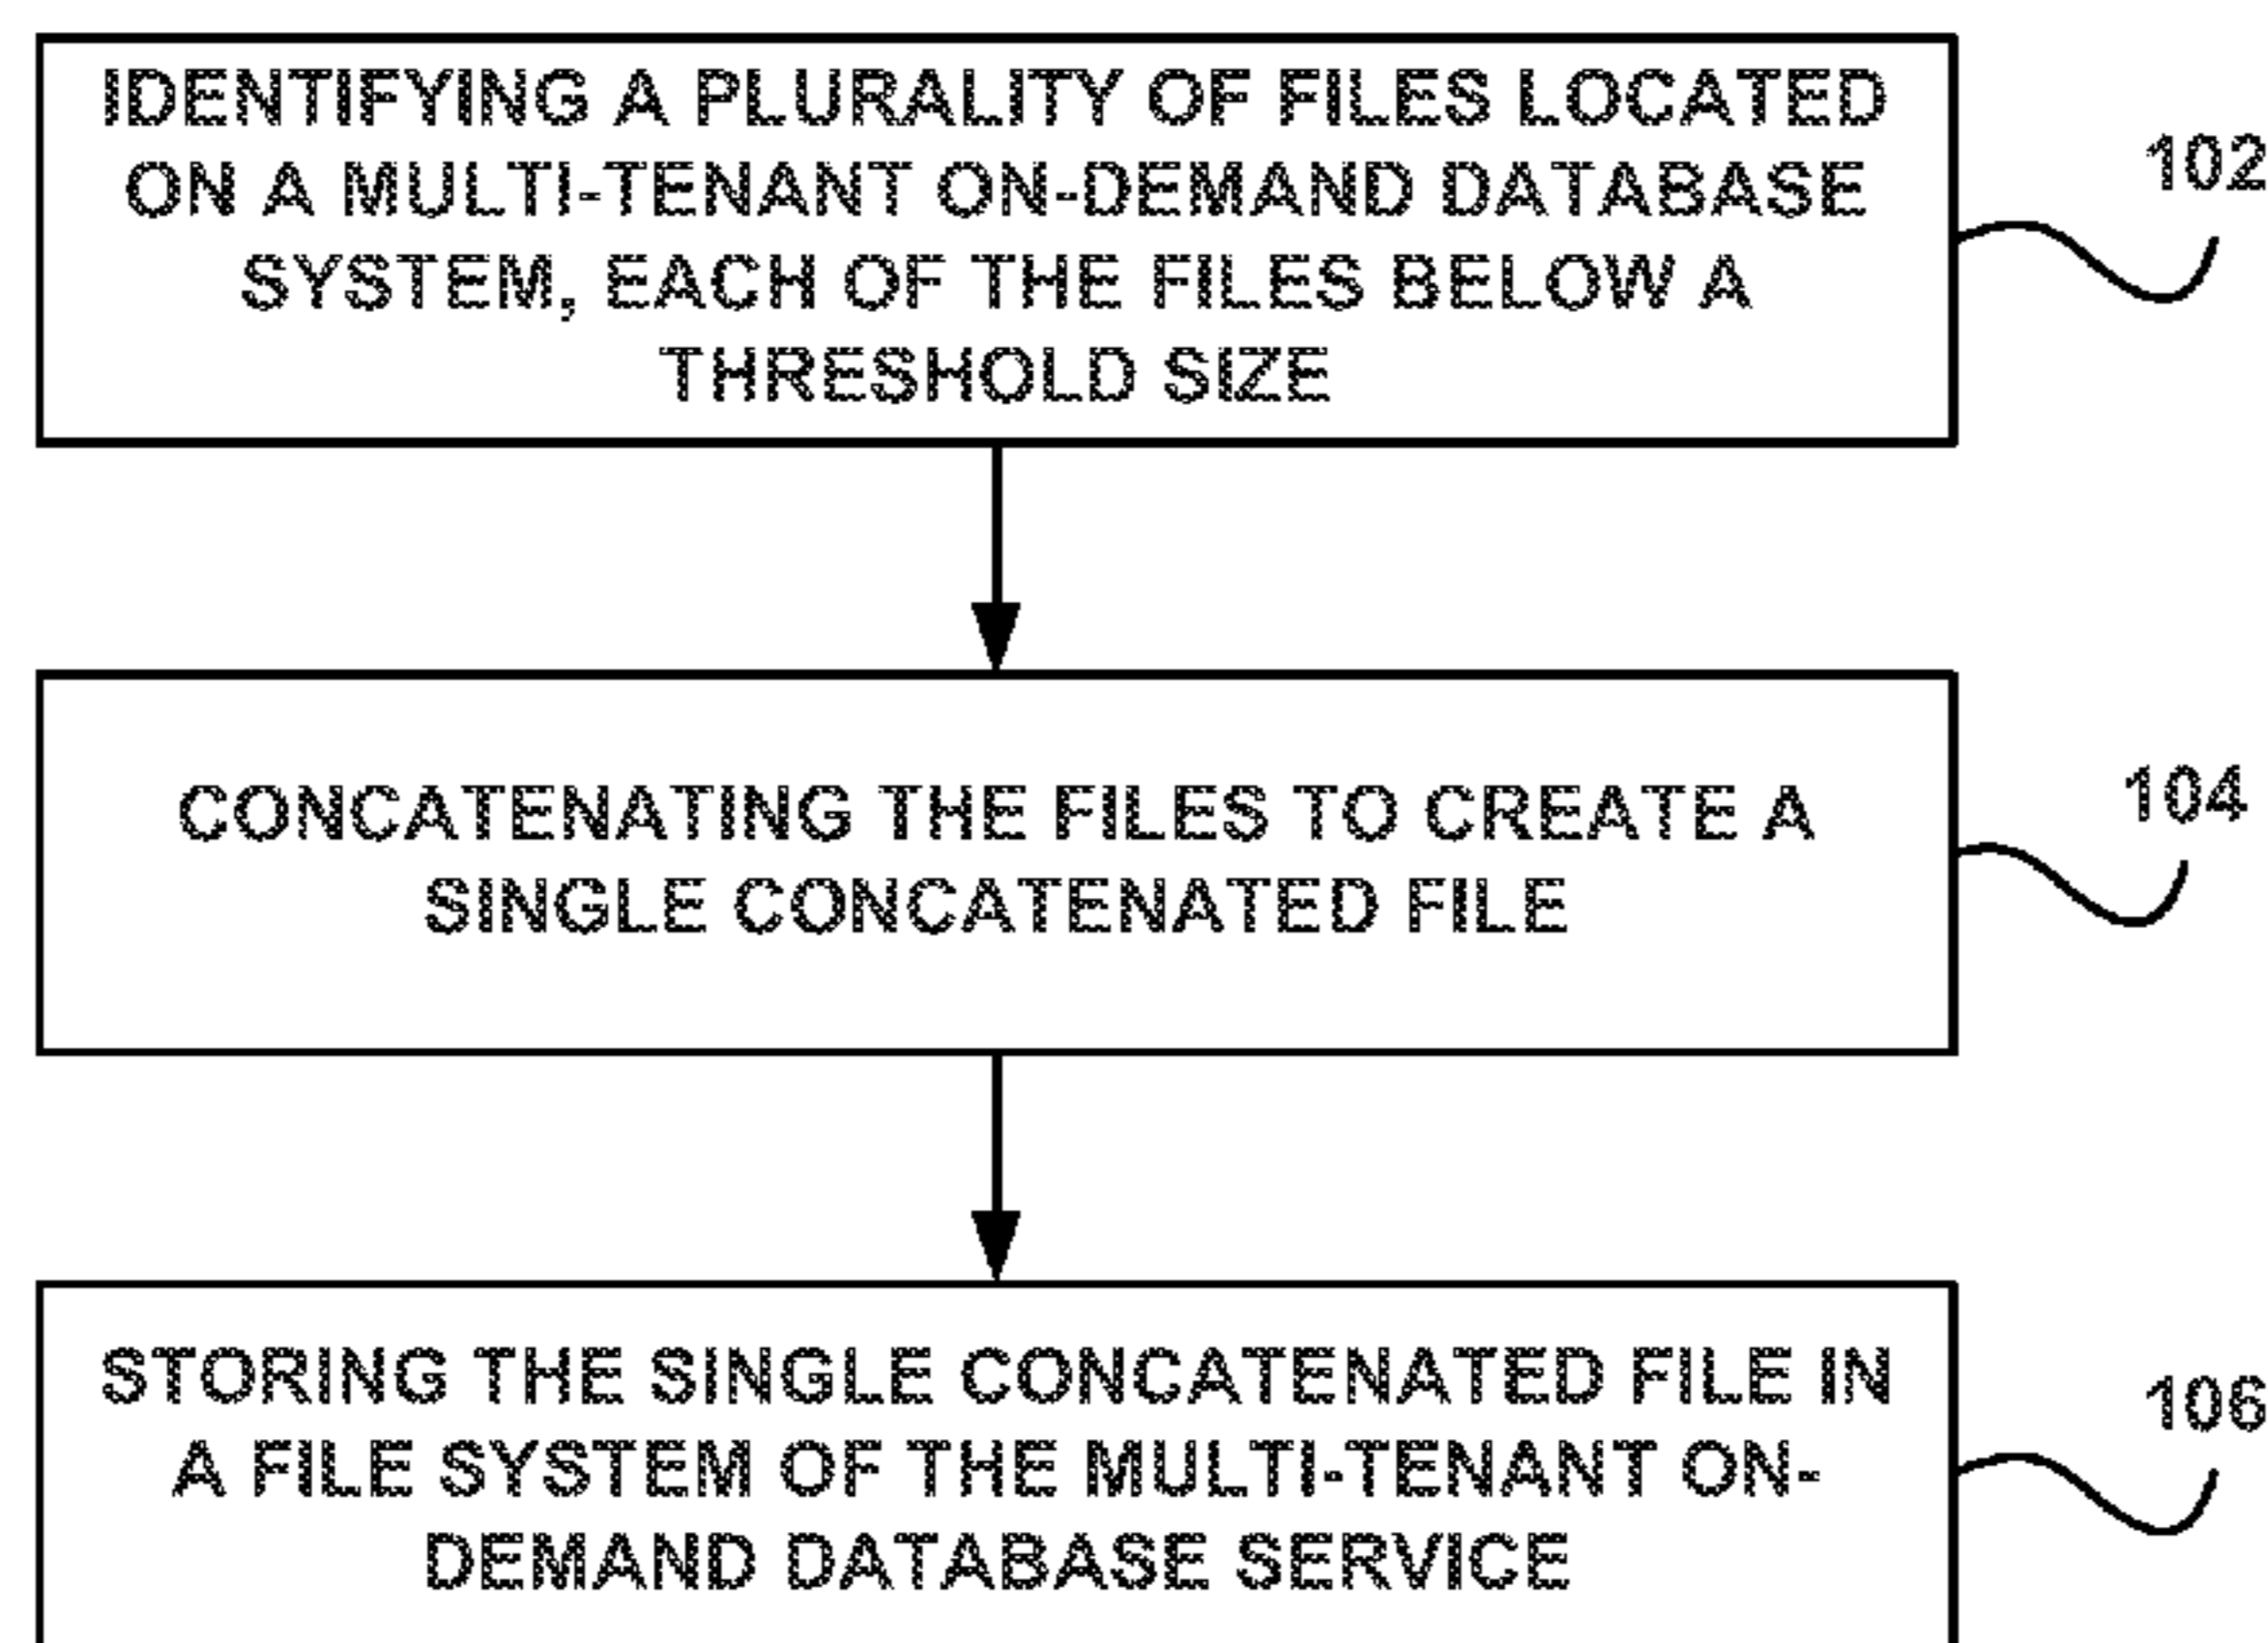 IDENTIFYING A PLURALITY OF FILES LOCATED
ON A MULTI-TENANT ON-DEMAND DATABASE
SYSTEM, EACH OF THE FILES BELOW A
THRESHOLD SIZE
102
CONCATENATING THE FILES TO CREATE A
SINGLE CONCATENATED FILE
104
STORING THE SINGLE CONCATENATED FILE IN
A FILE SYSTEM OF THE MULTI-TENANT ON-
DEMAND DATABASE SERVICE
106